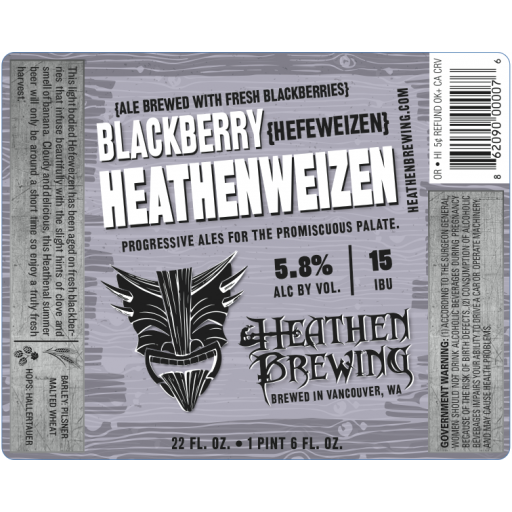 {ALE BREWED WITH FRESH BLACKBERRIES}
BLACKBERRY {HEFEWEIZEN}
HEATHENWEIZEN
PROGRESSIVE ALES FOR THE PROMISCUOUS PALATE.
5.8%
ALC BY VOL.
15
IBU
HEATHEN
BREWING
BREWED IN VANCOUVER, WA
22 FL. OZ. • 1 PINT 6 FL. OZ.
HEATHENBREWING.COM
This light bodied Hefeweizen has been aged on fresh blackber-
ries that infuse beautifully with the slight hints of clove and
smell of banana. Cloudy and delicious, this Heathenal summer
beer will only be around a short time so enjoy a truly fresh
harvest.
BARLEY: PILSNER
MALTED WHEAT
HOPS: HALLERTAUER
OR • HI 5¢ REFUND OK+ CA CRV
8 62090 00007 6
GOVERNMENT WARNING: (1) ACCORDING TO THE SURGEON GENERAL,
WOMEN SHOULD NOT DRINK ALCOHOLIC BEVERAGES DURING PREGNANCY
BECAUSE OF THE RISK OF BIRTH DEFECTS. (2) CONSUMPTION OF ALCOHOLIC
BEVERAGES IMPAIRS YOUR ABILITY TO DRIVE A CAR OR OPERATE MACHINERY,
AND MAY CAUSE HEALTH PROBLEMS.